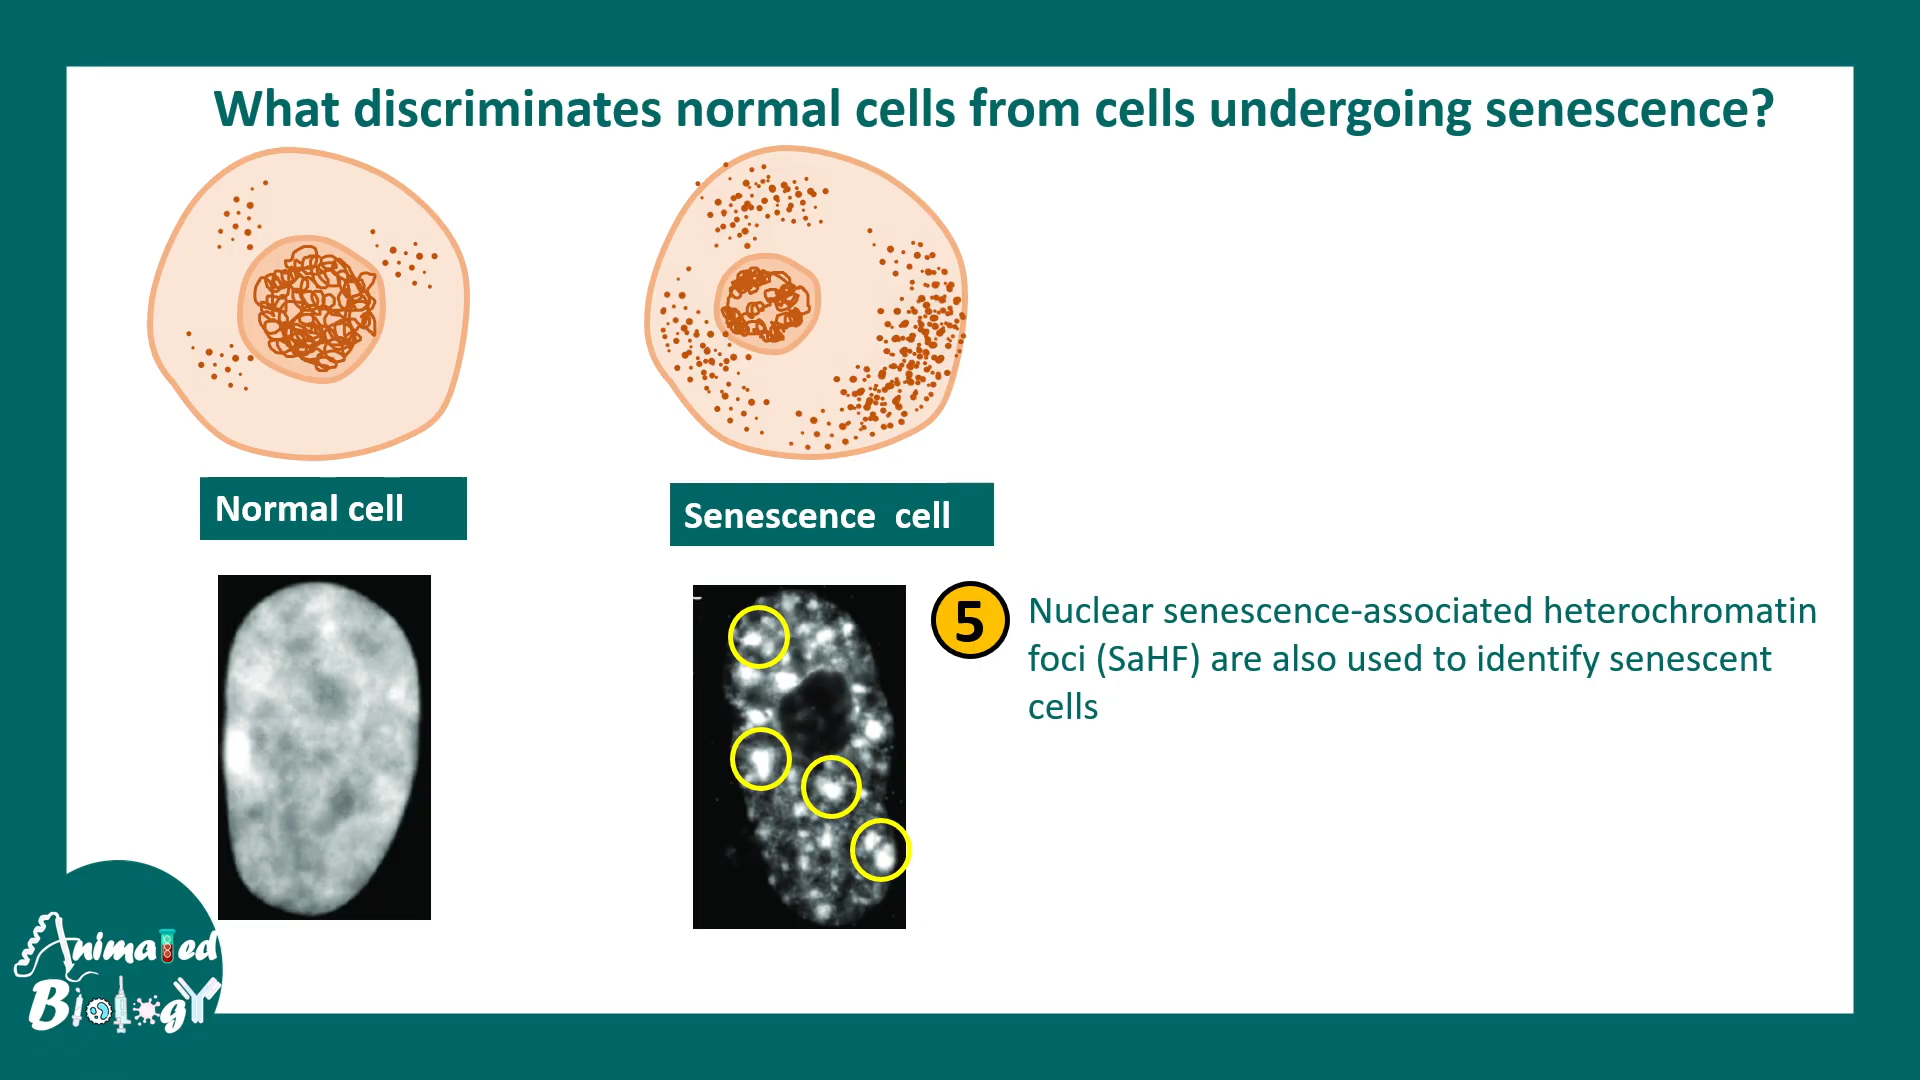 What discriminates normal cells from cells undergoing senescence?
Normal cell
Senescence cell
5
Nuclear senescence-associated heterochromatin
foci (SaHF) are also used to identify senescent
cells
Animated
Biology